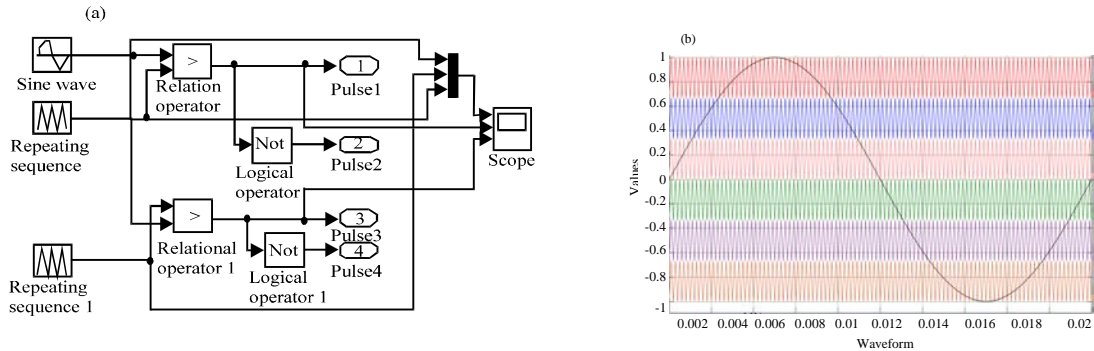 (a)
Sine wave
>
Relation
operator
1
Pulse1
Repeating
sequence
Not
Logical
operator
2
Pulse2
Scope
>
Relational
operator 1
3
Pulse3
Not
Logical
operator 1
4
Pulse4
Repeating
sequence 1
(b)
Values
1
0.8
0.6
0.4
0.2
0
-0.2
-0.4
-0.6
-0.8
-1
0.002 0.004 0.006 0.008 0.01 0.012 0.014 0.016 0.018 0.02
Waveform